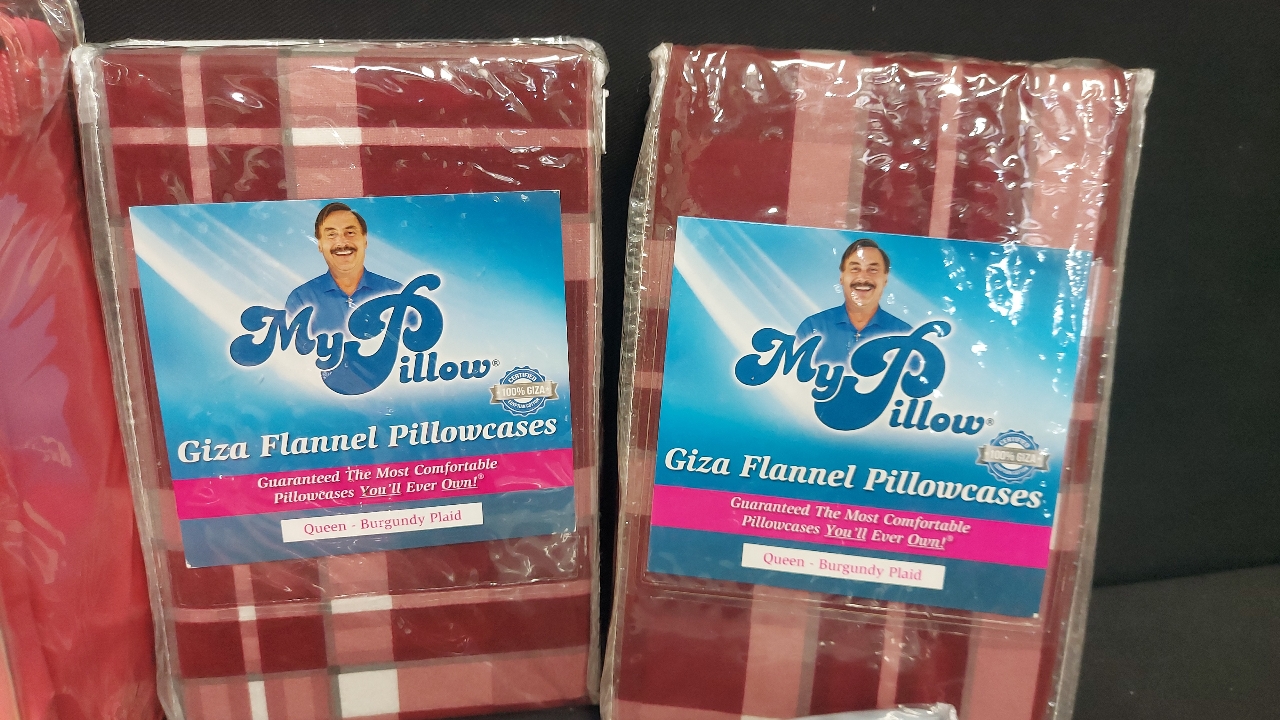 MyPillow®
CERTIFIED
100% GIZA
Giza Flannel Pillowcases
Guaranteed The Most Comfortable
Pillowcases You'll Ever Own!®
Queen - Burgundy Plaid
MyPillow®
CERTIFIED
100% GIZA
Giza Flannel Pillowcases
Guaranteed The Most Comfortable
Pillowcases You'll Ever Own!®
Queen - Burgundy Plaid